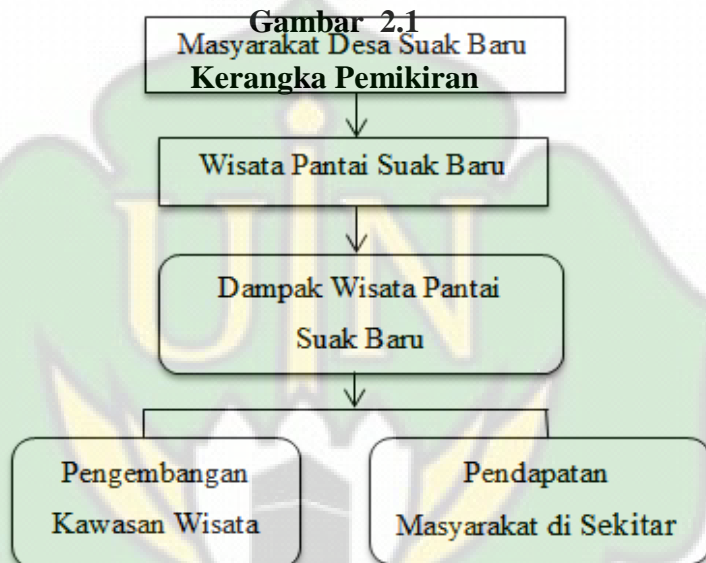 Gambar 2.1
Masyarakat Desa Suak Baru
Kerangka Pemikiran
Wisata Pantai Suak Baru
Dampak Wisata Pantai
Suak Baru
Pengembangan
Kawasan Wisata
Pendapatan
Masyarakat di Sekitar
UIN